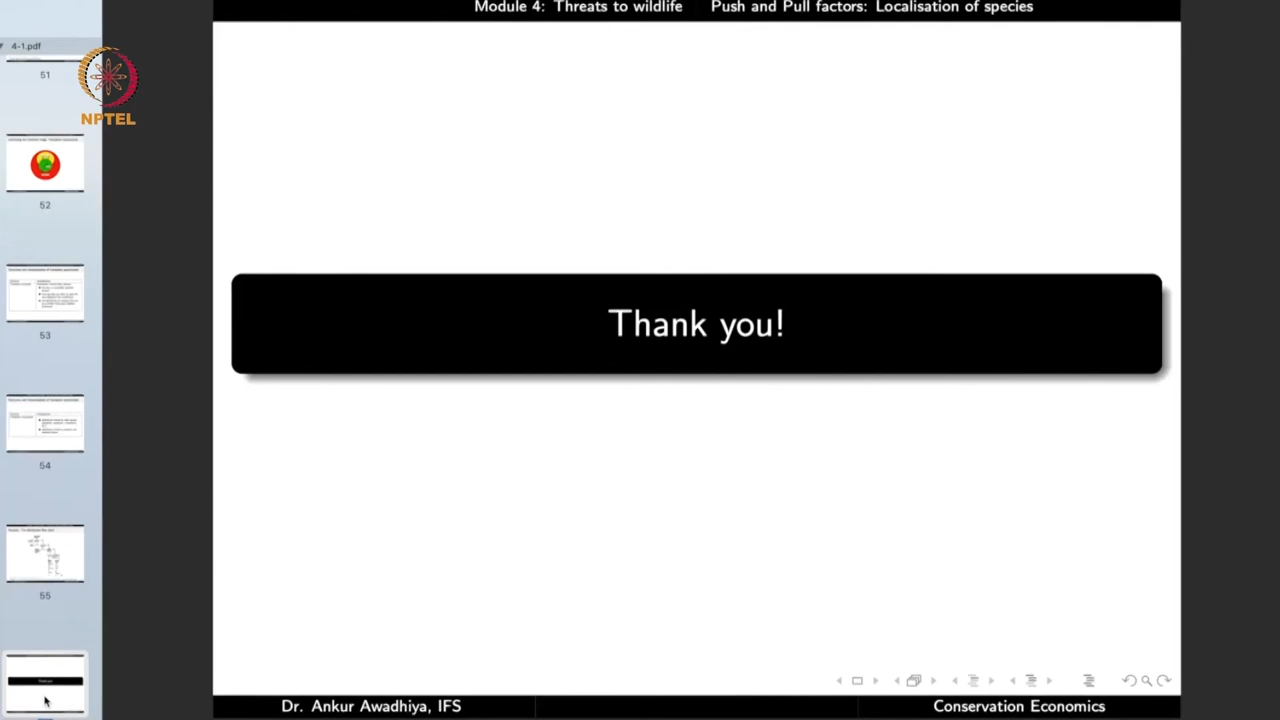 Module 4: Threats to wildlife Push and Pull factors: Localisation of species
4-1.pdf
51
NPTEL
52
53
54
55
Thank you!
Dr. Ankur Awadhiya, IFS
Conservation Economics